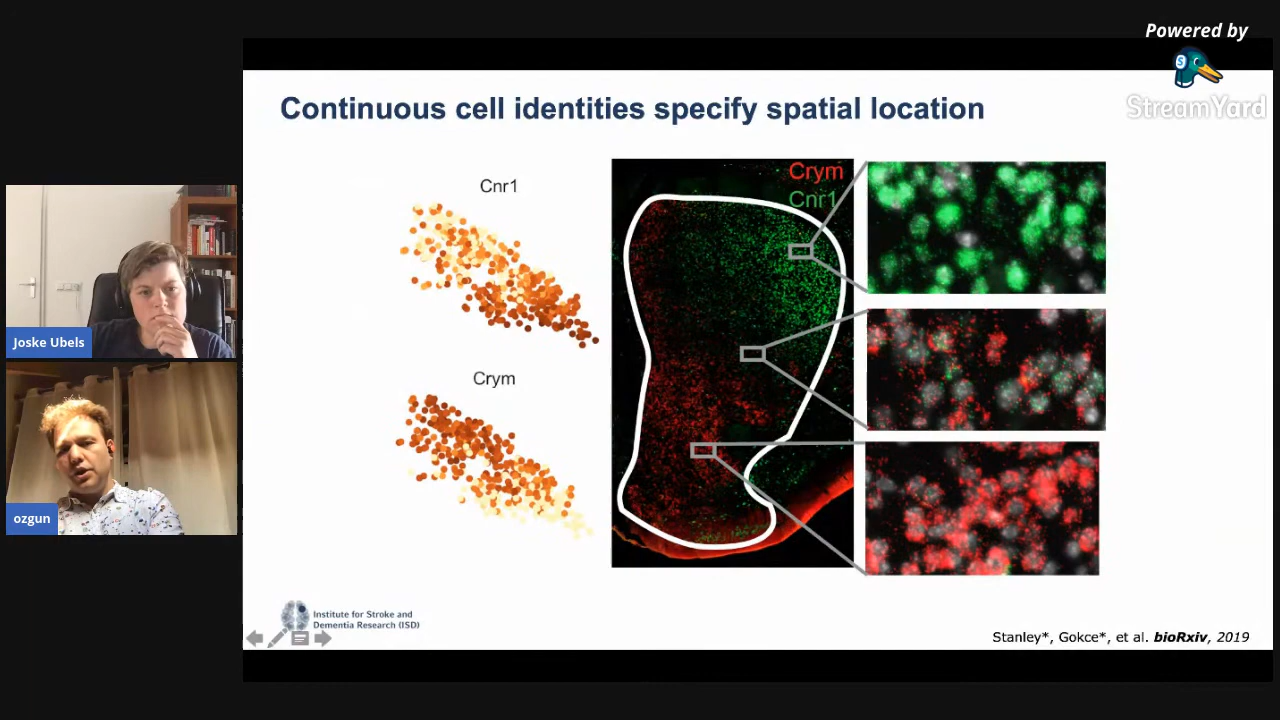 Powered by
StreamYard
Continuous cell identities specify spatial location
Cnr1
Crym
Crym
Cnr1
Joske Ubels
ozgun
Institute for Stroke and
Dementia Research (ISD)
Stanley*, Gokce*, et al. bioRxiv, 2019